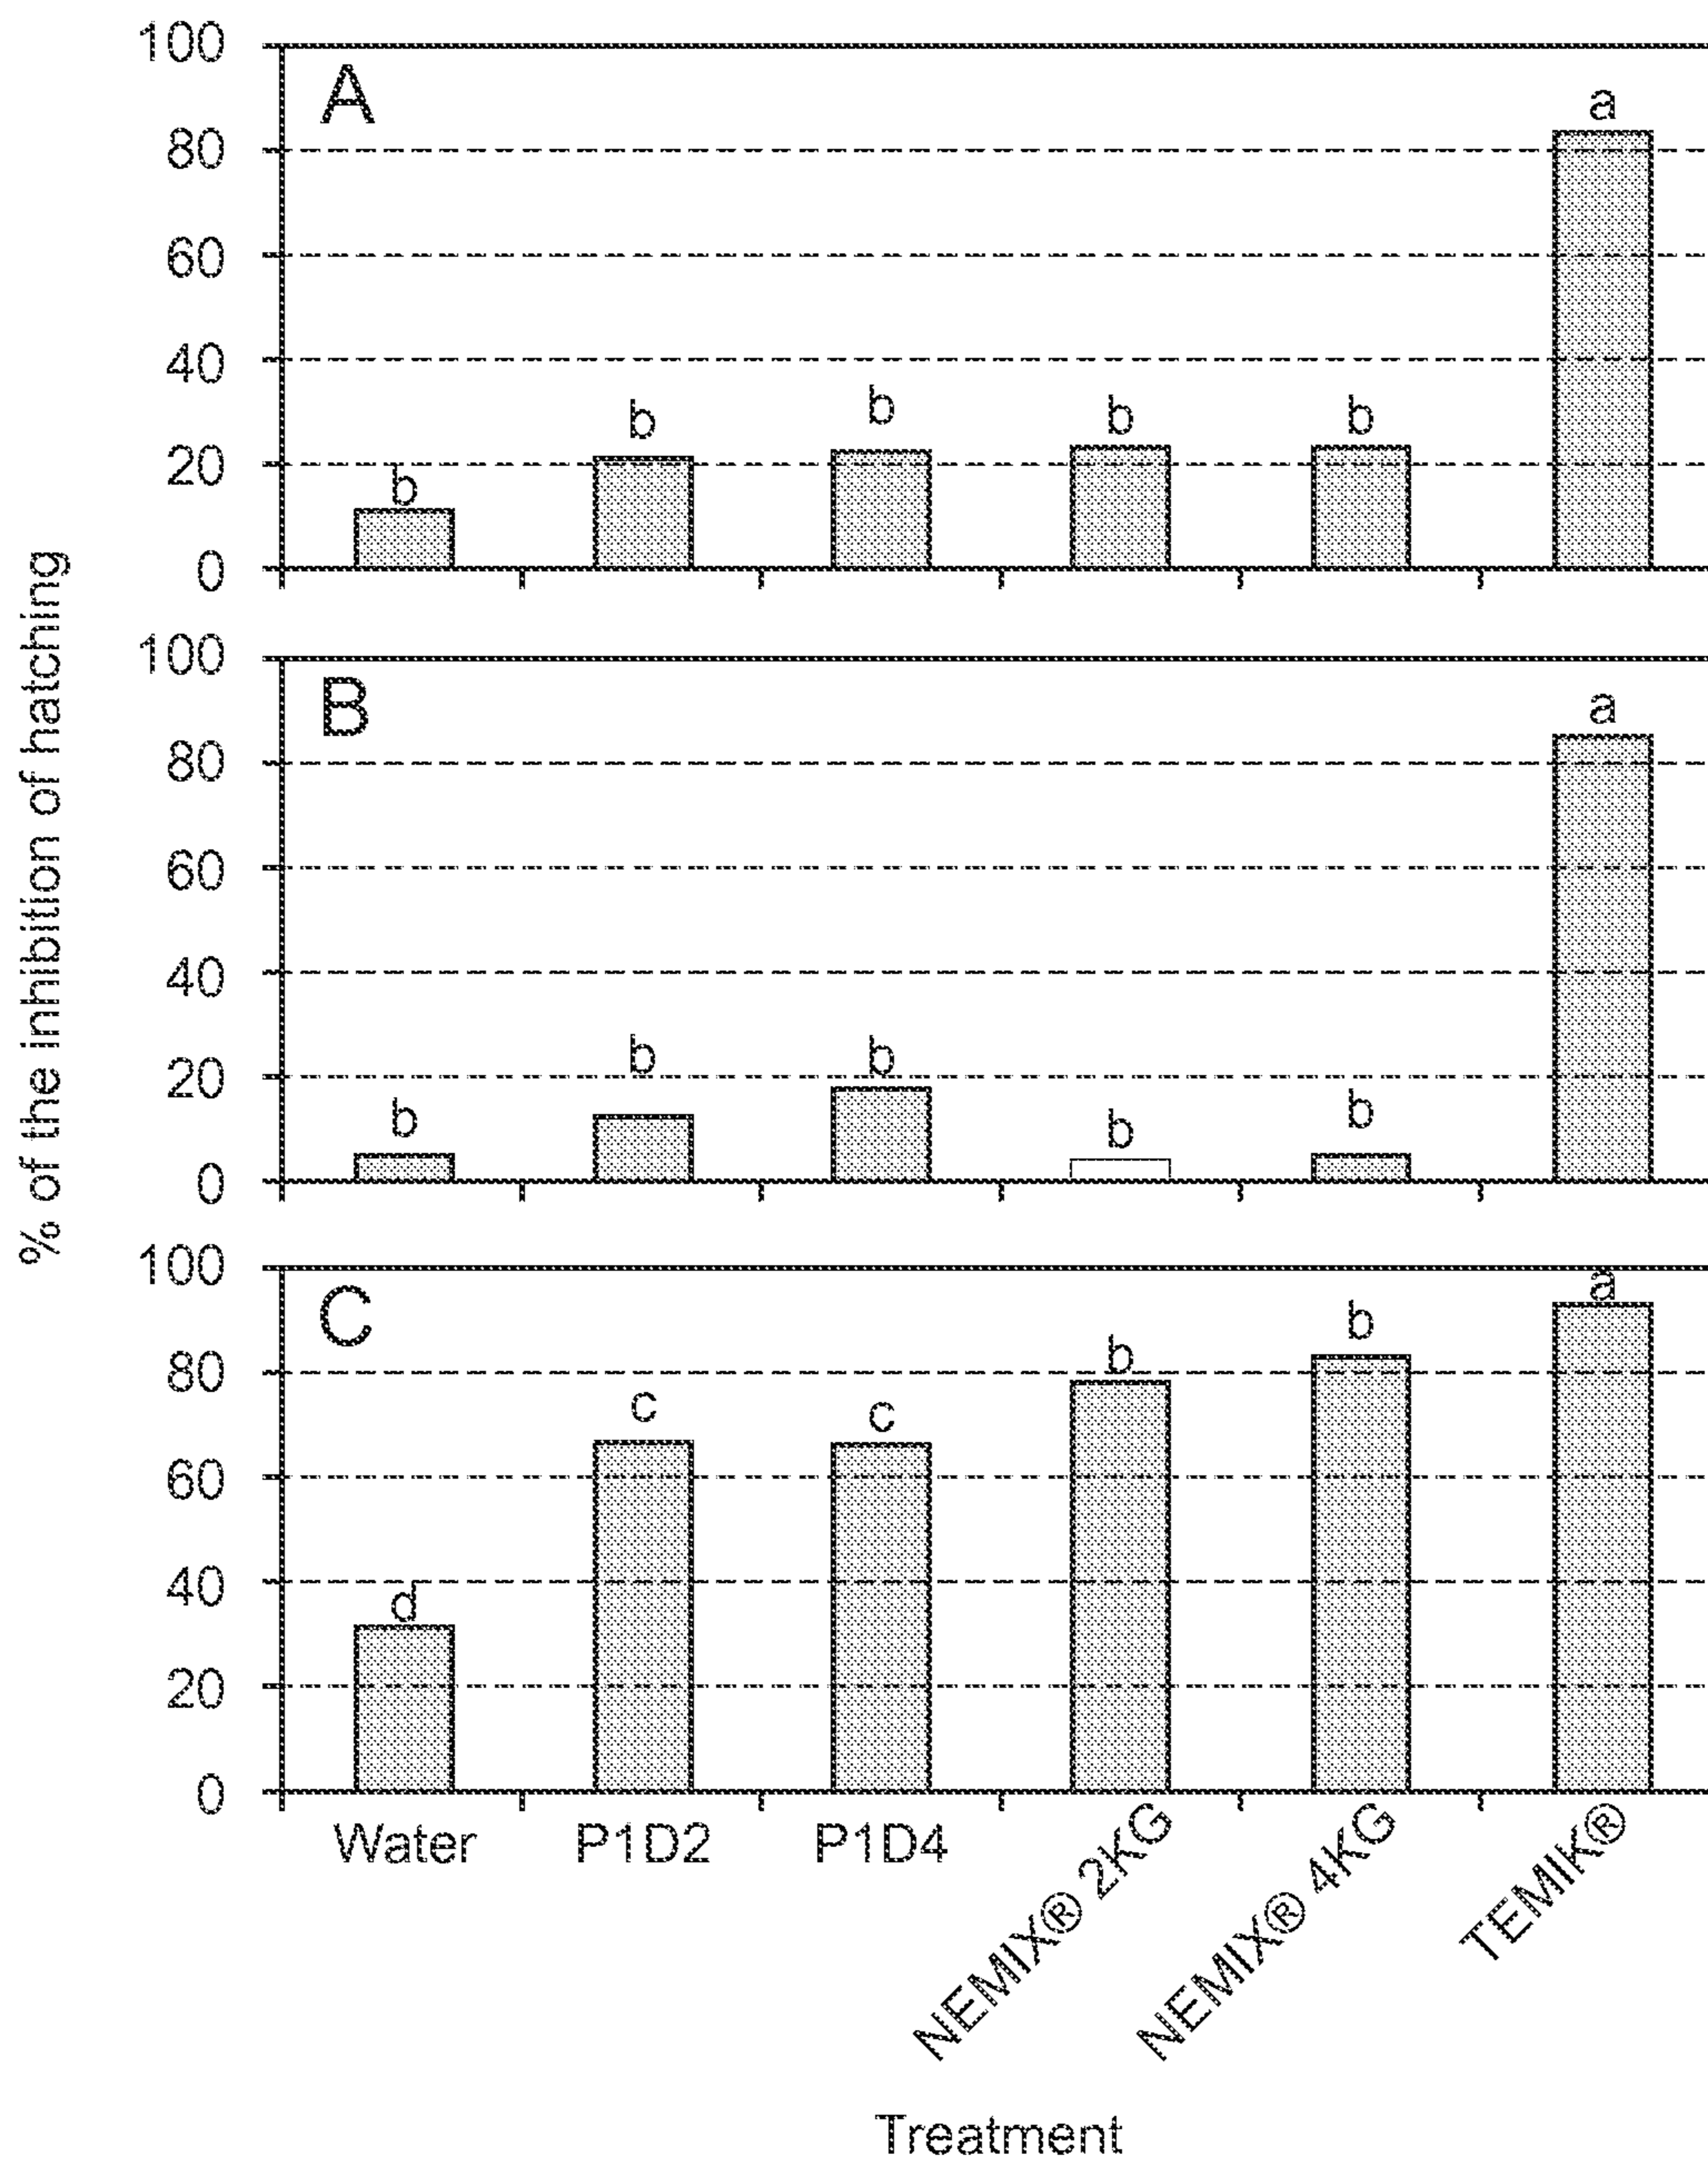 % of the inhibition of hatching
100
A
a
80
60
40
b b b b
20
b
0
100
B
a
80
60
40
b b
20
b b b
0
100
C
a
b
b
80
c c
60
40
d
20
0
Water P1D2 P1D4 NEMIX® 2KG NEMIX® 4KG TEMIK®
Treatment